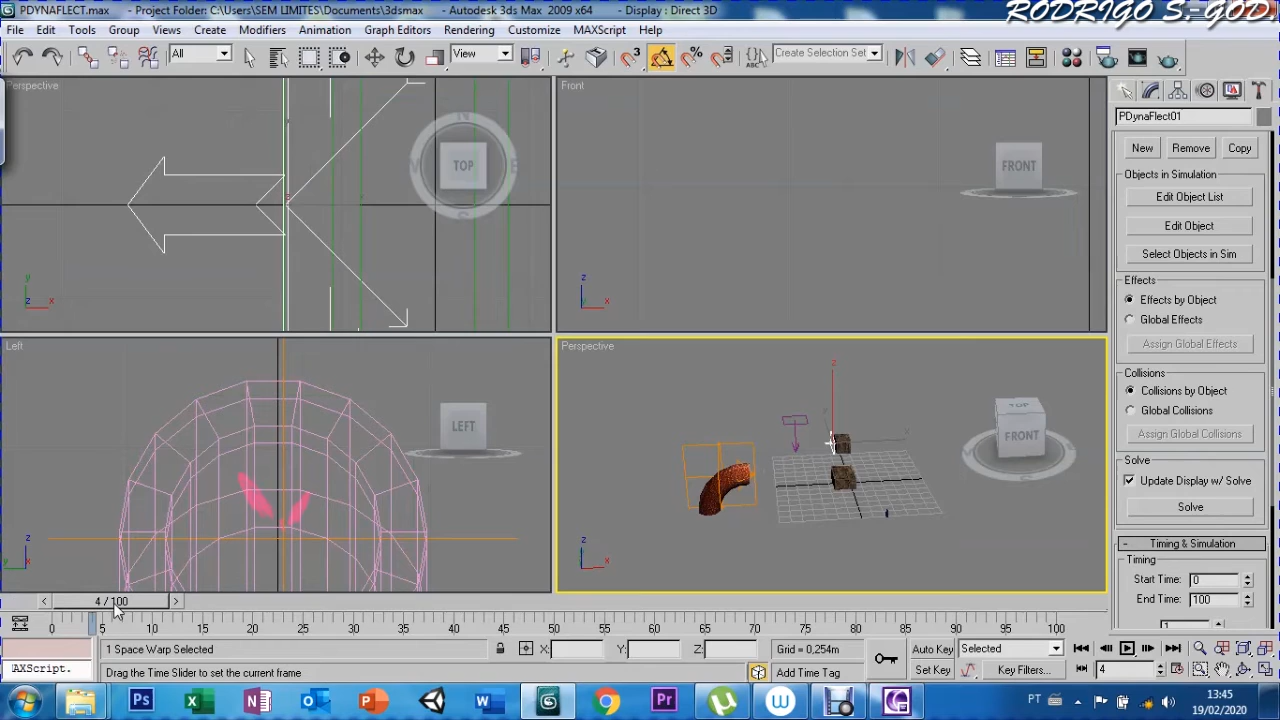 PDYNAFLECT.max - Project Folder: C:\Users\SEM LIMITES\Documents\3dsmax - Autodesk 3ds Max 2009 x64 - Display : Direct 3D
RODRIGO S.-GOD
File Edit Tools Group Views Create Modifiers Animation Graph Editors Rendering Customize MAXScript Help
All
View
3
%
ABC
Create Selection Set
Perspective
TOP
y
z x
Front
FRONT
z
y x
Left
LEFT
z
y x
Perspective
z
TOP
FRONT
z
y x
PDynaFlect01
New Remove Copy
Objects in Simulation
Edit Object List
Edit Object
Select Objects in Sim
Effects
Effects by Object
Global Effects
Assign Global Effects
Collisions
Collisions by Object
Global Collisions
Assign Global Collisions
Solve
Update Display w/ Solve
Solve
- Timing & Simulation
Timing
Start Time: 0
End Time: 100
< 4 / 100 >
0 5 10 15 20 25 30 35 40 45 50 55 60 65 70 75 80 85 90 95 100
1 Space Warp Selected X: Y: Z: Grid = 0,254m Auto Key Selected
AXScript. Drag the Time Slider to set the current frame Add Time Tag Set Key Key Filters... 4
Ps
Pr
W
PT
13:45
19/02/2020